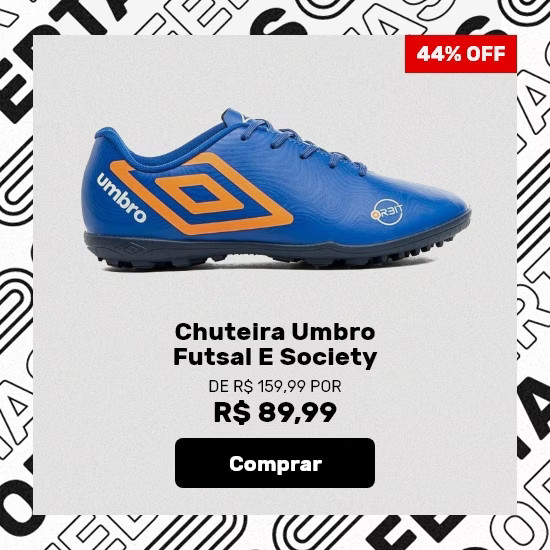 44% OFF
umbro
ORBIT
Chuteira Umbro
Futsal E Society
DE R$ 159,99 POR
R$ 89,99
Comprar